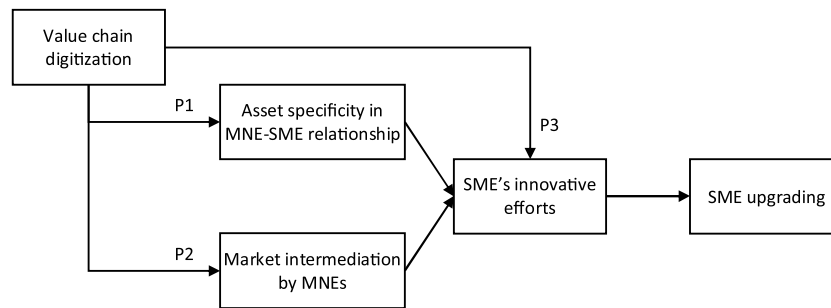 Value chain
digitization
P1
Asset specificity in
MNE-SME relationship
P3
SME's innovative
efforts
SME upgrading
P2
Market intermediation
by MNEs